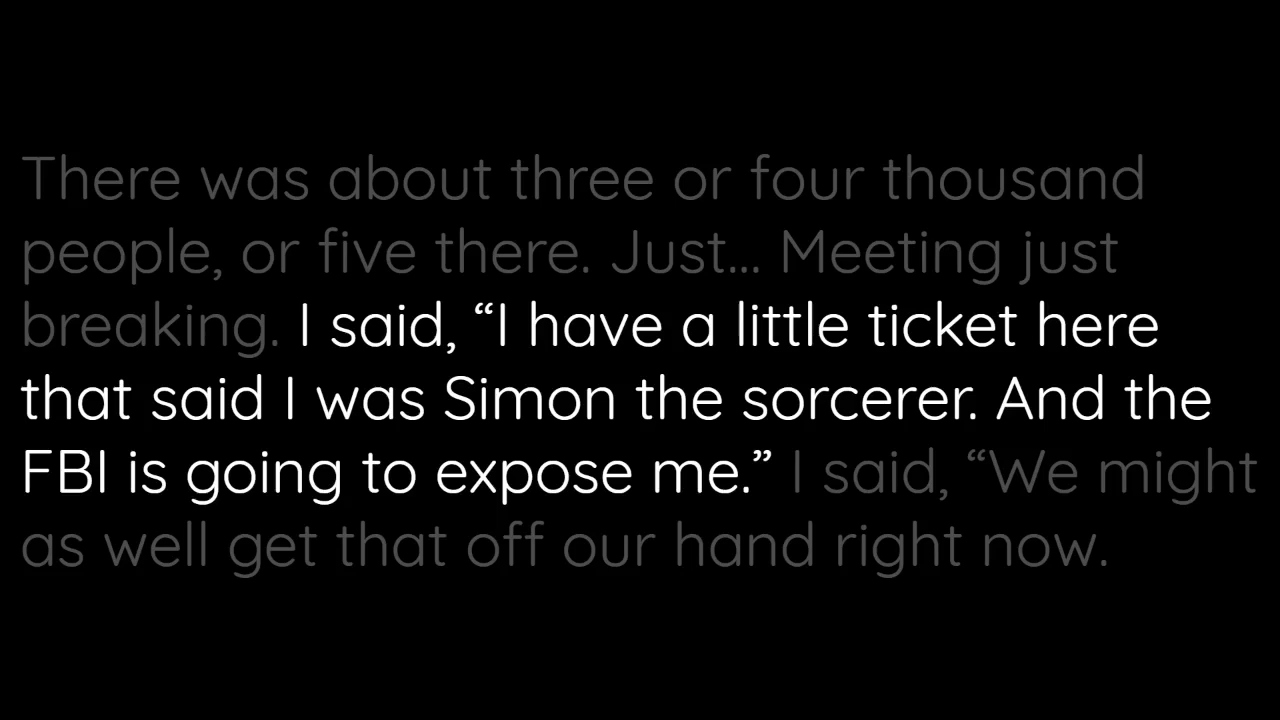 There was about three or four thousand
people, or five there. Just... Meeting just
breaking. I said, “I have a little ticket here
that said I was Simon the sorcerer. And the
FBI is going to expose me.” I said, “We might
as well get that off our hand right now.